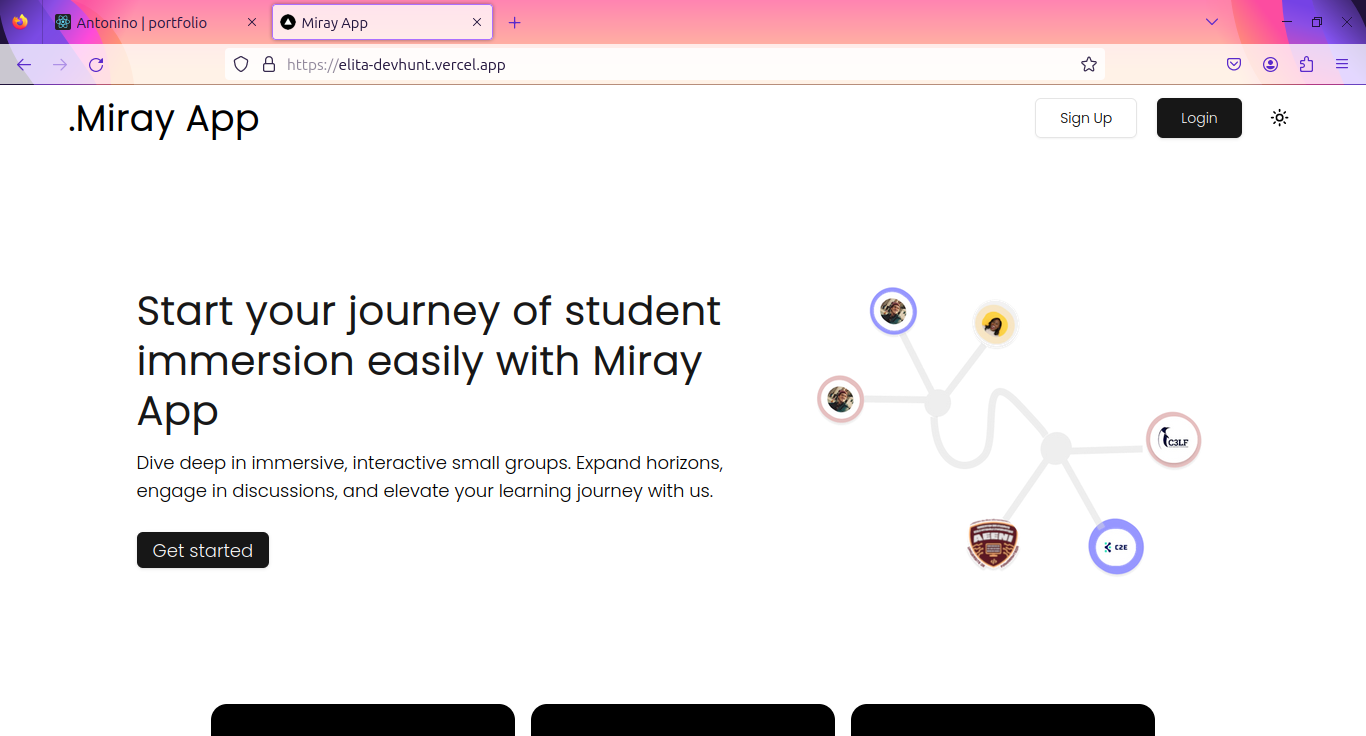 Antonino | portfolio
Miray App
https://elita-devhunt.vercel.app
.Miray App
Sign Up
Login
Start your journey of student
immersion easily with Miray
App
Dive deep in immersive, interactive small groups. Expand horizons,
engage in discussions, and elevate your learning journey with us.
Get started
C3LF
AEENI
C2E